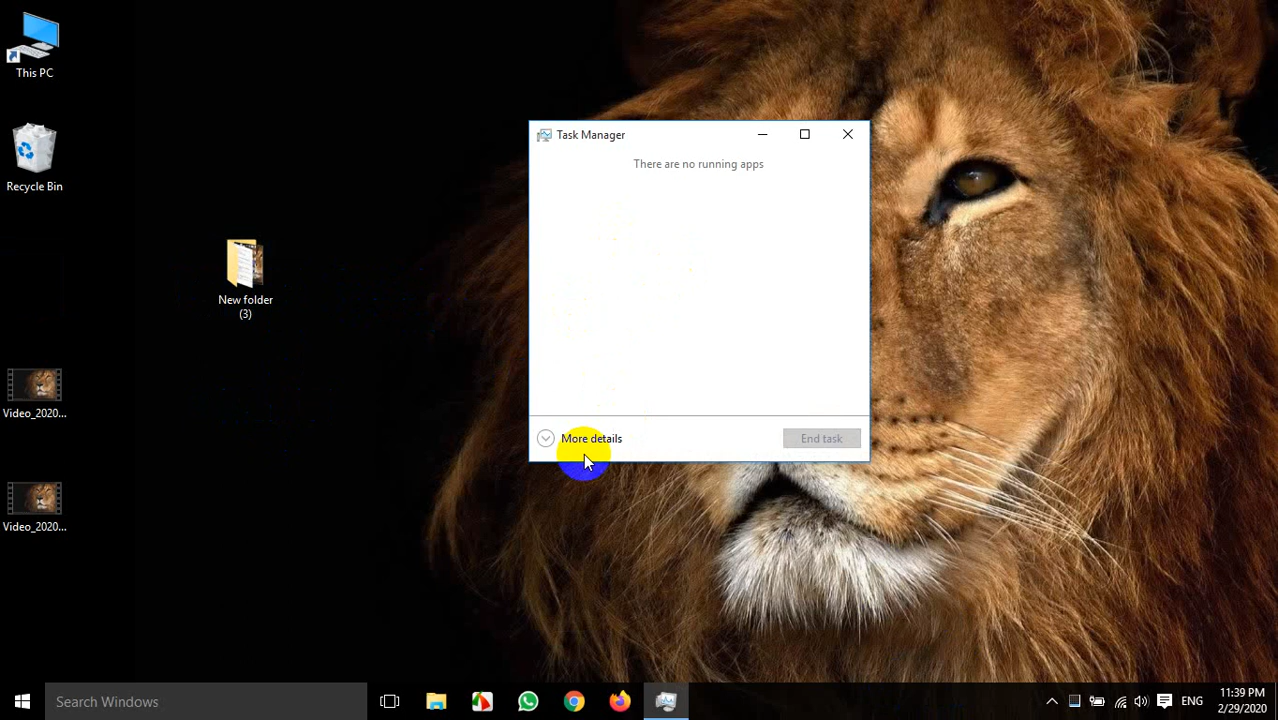 This PC
Recycle Bin
New folder
(3)
Video_2020...
Video_2020...
Task Manager
There are no running apps
More details
End task
Search Windows
ENG
11:39 PM
2/29/2020